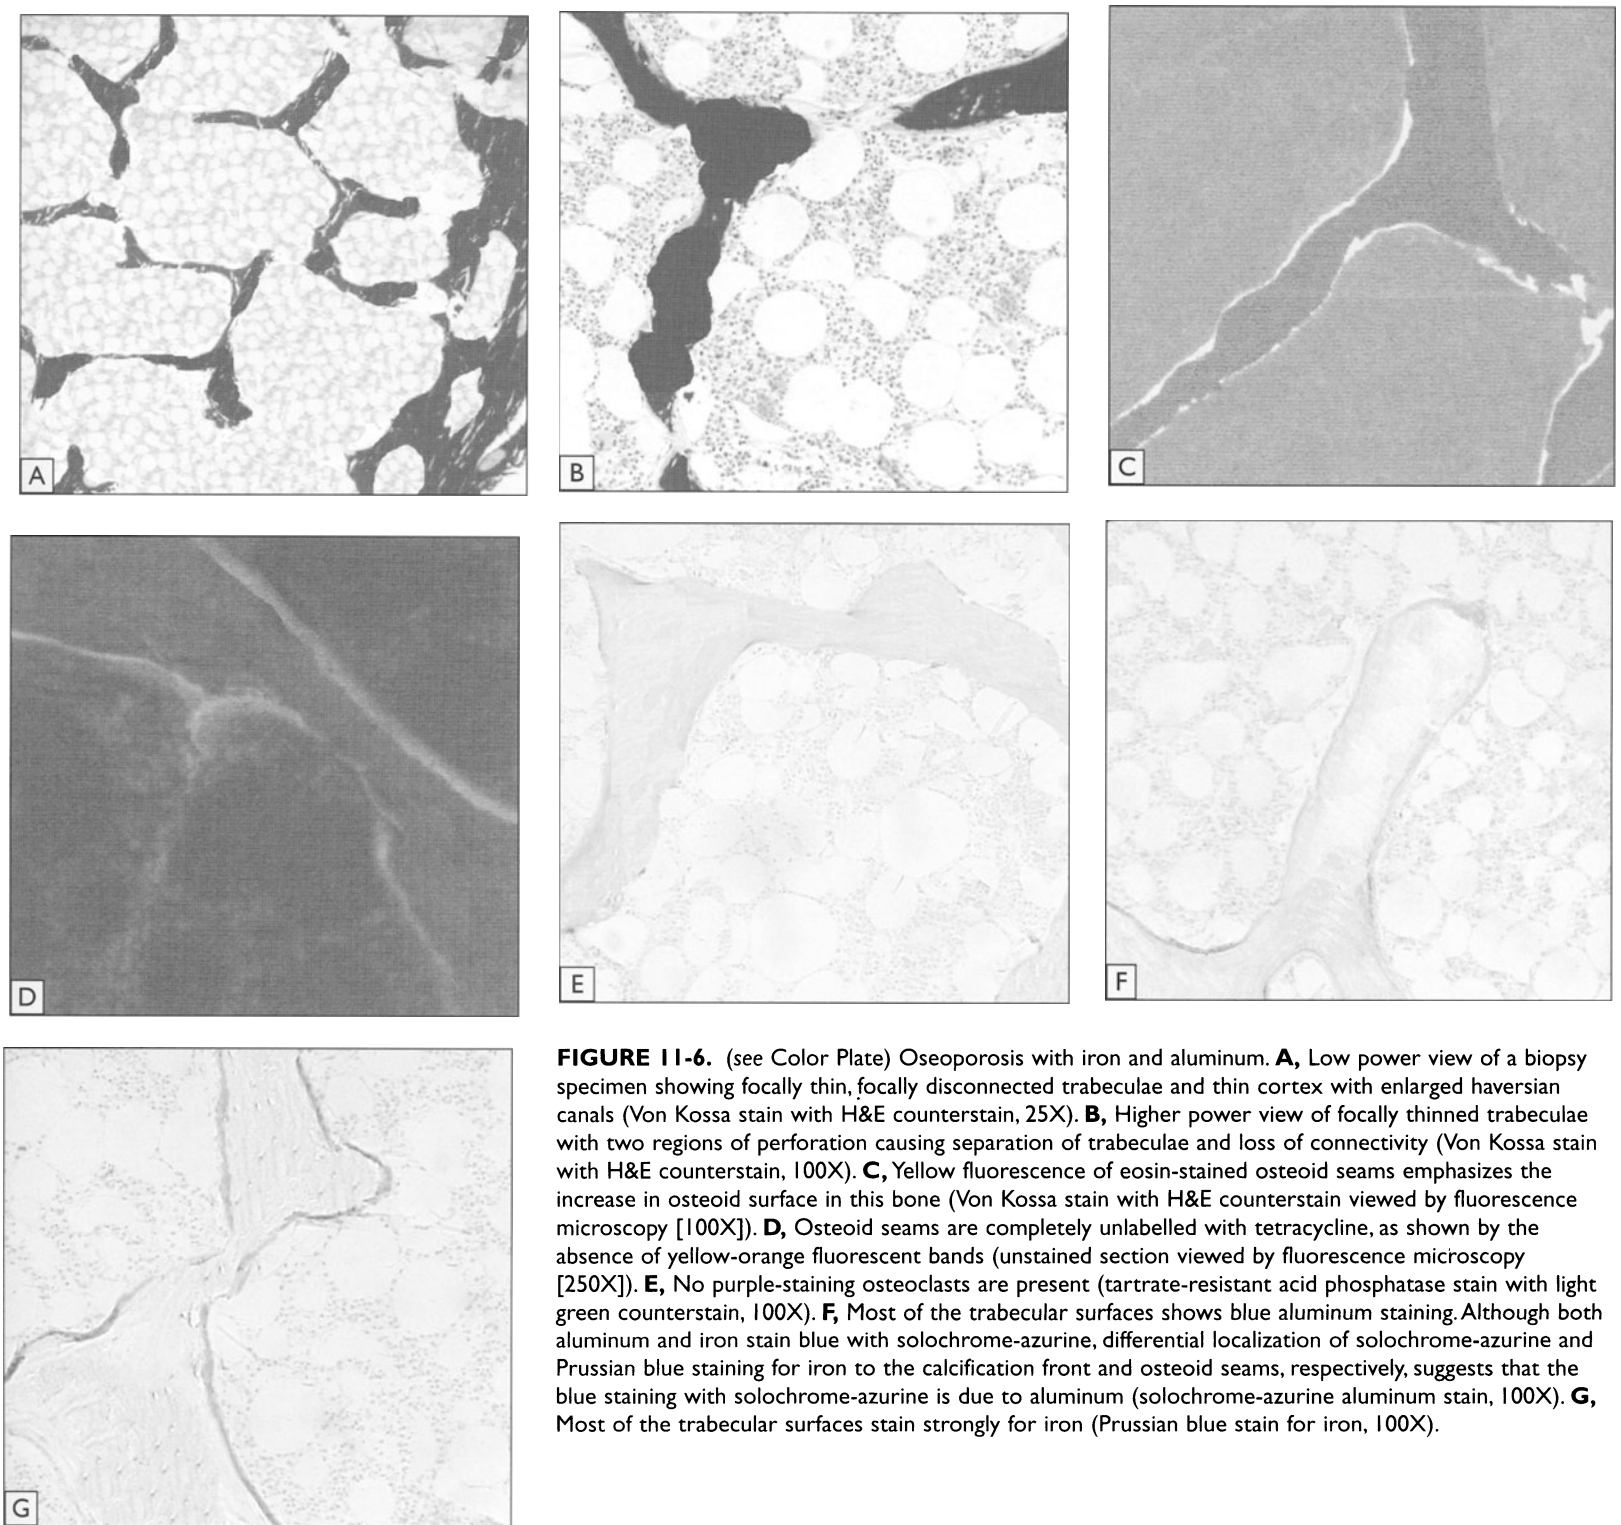 A
B
C
D
E
F
G
FIGURE 11-6. (see Color Plate) Oseoporosis with iron and aluminum. A, Low power view of a biopsy
specimen showing focally thin, focally disconnected trabeculae and thin cortex with enlarged haversian
canals (Von Kossa stain with H&E counterstain, 25X). B, Higher power view of focally thinned trabeculae
with two regions of perforation causing separation of trabeculae and loss of connectivity (Von Kossa stain
with H&E counterstain, 100X). C, Yellow fluorescence of eosin-stained osteoid seams emphasizes the
increase in osteoid surface in this bone (Von Kossa stain with H&E counterstain viewed by fluorescence
microscopy [100X]). D, Osteoid seams are completely unlabelled with tetracycline, as shown by the
absence of yellow-orange fluorescent bands (unstained section viewed by fluorescence microscopy
[250X]). E, No purple-staining osteoclasts are present (tartrate-resistant acid phosphatase stain with light
green counterstain, 100X). F, Most of the trabecular surfaces shows blue aluminum staining. Although both
aluminum and iron stain blue with solochrome-azurine, differential localization of solochrome-azurine and
Prussian blue staining for iron to the calcification front and osteoid seams, respectively, suggests that the
blue staining with solochrome-azurine is due to aluminum (solochrome-azurine aluminum stain, 100X). G,
Most of the trabecular surfaces stain strongly for iron (Prussian blue stain for iron, 100X).